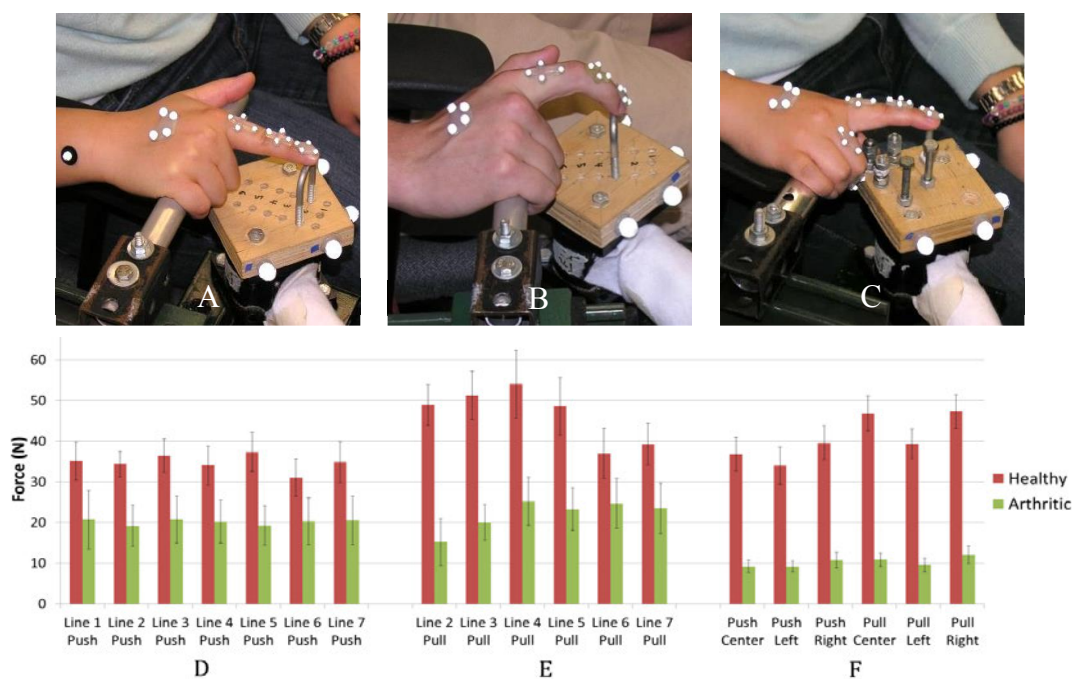 A
B
C
60
50
40
30
20
10
0
Force (N)
Healthy
Arthritic
Line 1 Push
Line 2 Push
Line 3 Push
Line 4 Push
Line 5 Push
Line 6 Push
Line 7 Push
Line 2 Pull
Line 3 Pull
Line 4 Pull
Line 5 Pull
Line 6 Pull
Line 7 Pull
Push Center
Push Left
Push Right
Pull Center
Pull Left
Pull Right
D
E
F